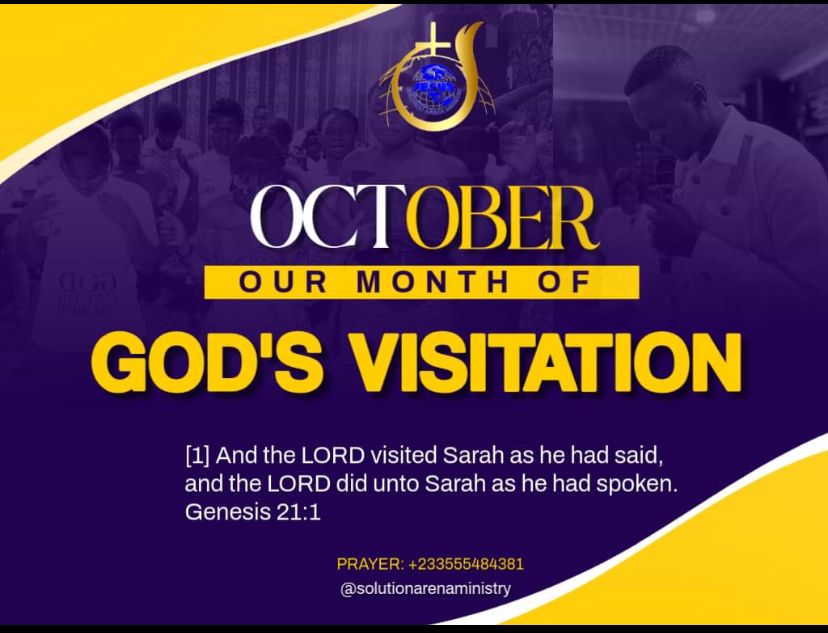 JESUS
OCTOBER
OUR MONTH OF
GOD'S VISITATION
[1] And the LORD visited Sarah as he had said,
and the LORD did unto Sarah as he had spoken.
Genesis 21:1
PRAYER: +233555484381
@solutionarenaministry